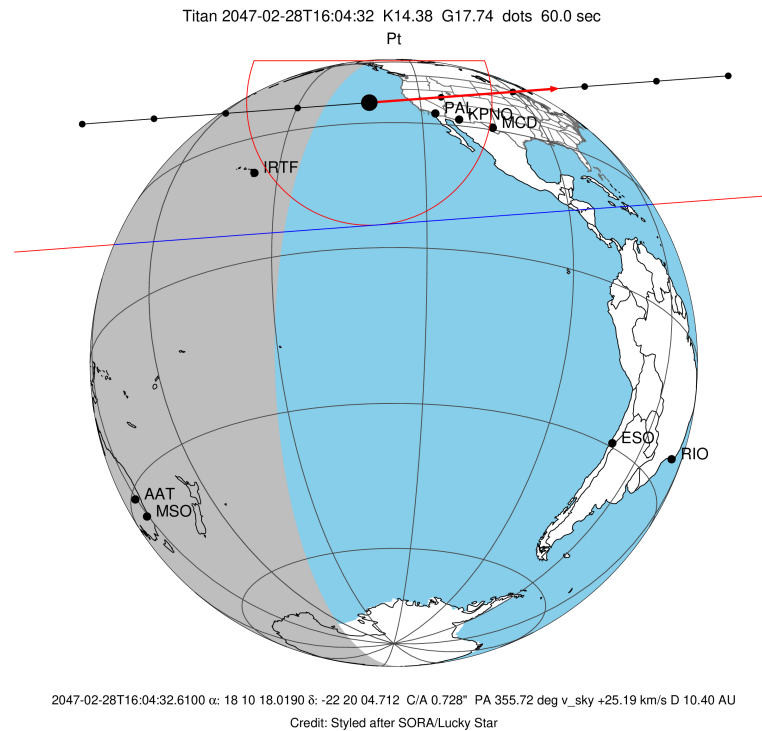 Titan 2047-02-28T16:04:32 K14.38 G17.74 dots 60.0 sec
Pt
PAL
KPNO
MCD
IRTF
ESO
RIO
AAT
MSO
2047-02-28T16:04:32.6100 α: 18 10 18.0190 δ: -22 20 04.712 C/A 0.728" PA 355.72 deg v_sky +25.19 km/s D 10.40 AU
Credit: Styled after SORA/Lucky Star